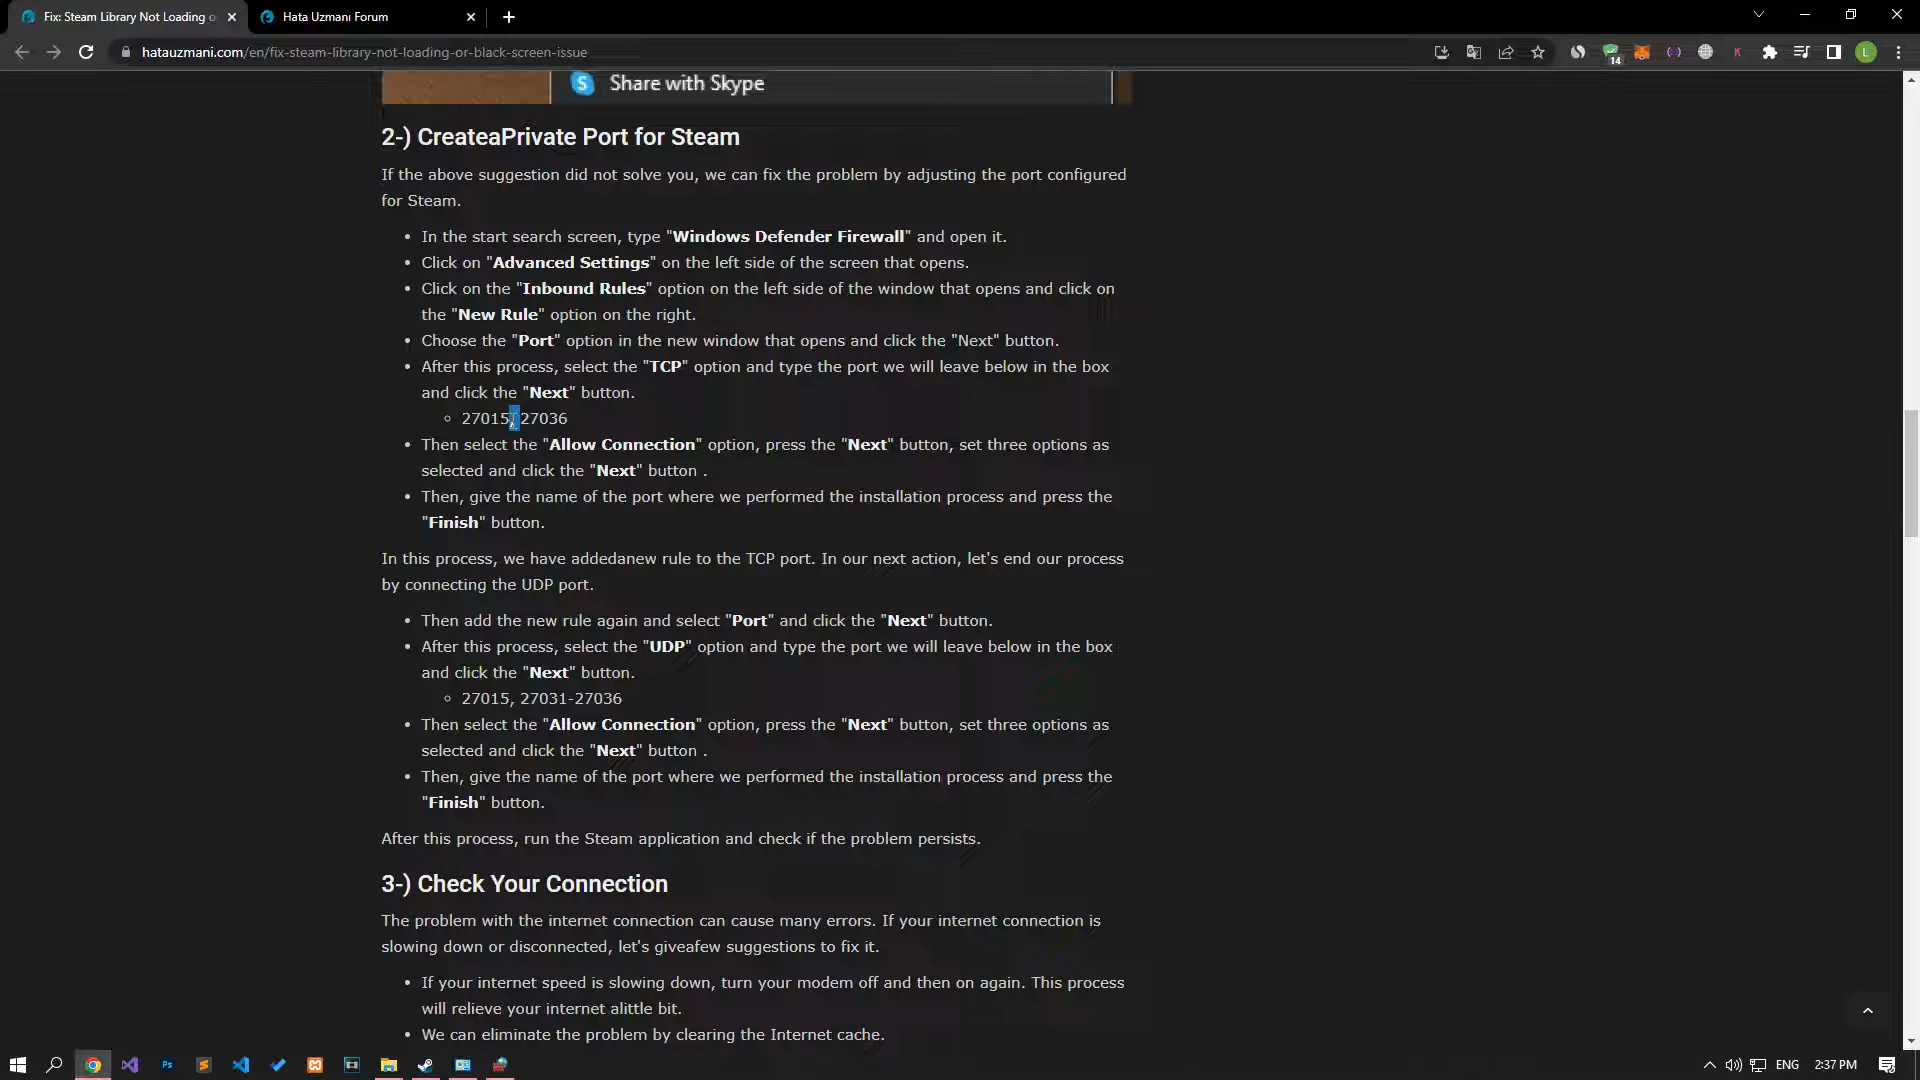 Fix: Steam Library Not Loading o
Hata Uzmanı Forum
hatauzmani.com/en/fix-steam-library-not-loading-or-black-screen-issue
14
K
L
S
Share with Skype
2-) CreateaPrivate Port for Steam
If the above suggestion did not solve you, we can fix the problem by adjusting the port configured
for Steam.
• In the start search screen, type "Windows Defender Firewall" and open it.
• Click on "Advanced Settings" on the left side of the screen that opens.
• Click on the "Inbound Rules" option on the left side of the window that opens and click on
the "New Rule" option on the right.
• Choose the "Port" option in the new window that opens and click the "Next" button.
• After this process, select the "TCP" option and type the port we will leave below in the box
and click the "Next" button.
◦ 27015, 27036
• Then select the "Allow Connection" option, press the "Next" button, set three options as
selected and click the "Next" button .
• Then, give the name of the port where we performed the installation process and press the
"Finish" button.
In this process, we have addedanew rule to the TCP port. In our next action, let's end our process
by connecting the UDP port.
• Then add the new rule again and select "Port" and click the "Next" button.
• After this process, select the "UDP" option and type the port we will leave below in the box
and click the "Next" button.
◦ 27015, 27031-27036
• Then select the "Allow Connection" option, press the "Next" button, set three options as
selected and click the "Next" button .
• Then, give the name of the port where we performed the installation process and press the
"Finish" button.
After this process, run the Steam application and check if the problem persists.
3-) Check Your Connection
The problem with the internet connection can cause many errors. If your internet connection is
slowing down or disconnected, let's giveafew suggestions to fix it.
• If your internet speed is slowing down, turn your modem off and then on again. This process
will relieve your internet alittle bit.
• We can eliminate the problem by clearing the Internet cache.
Ps
ENG
2:37 PM